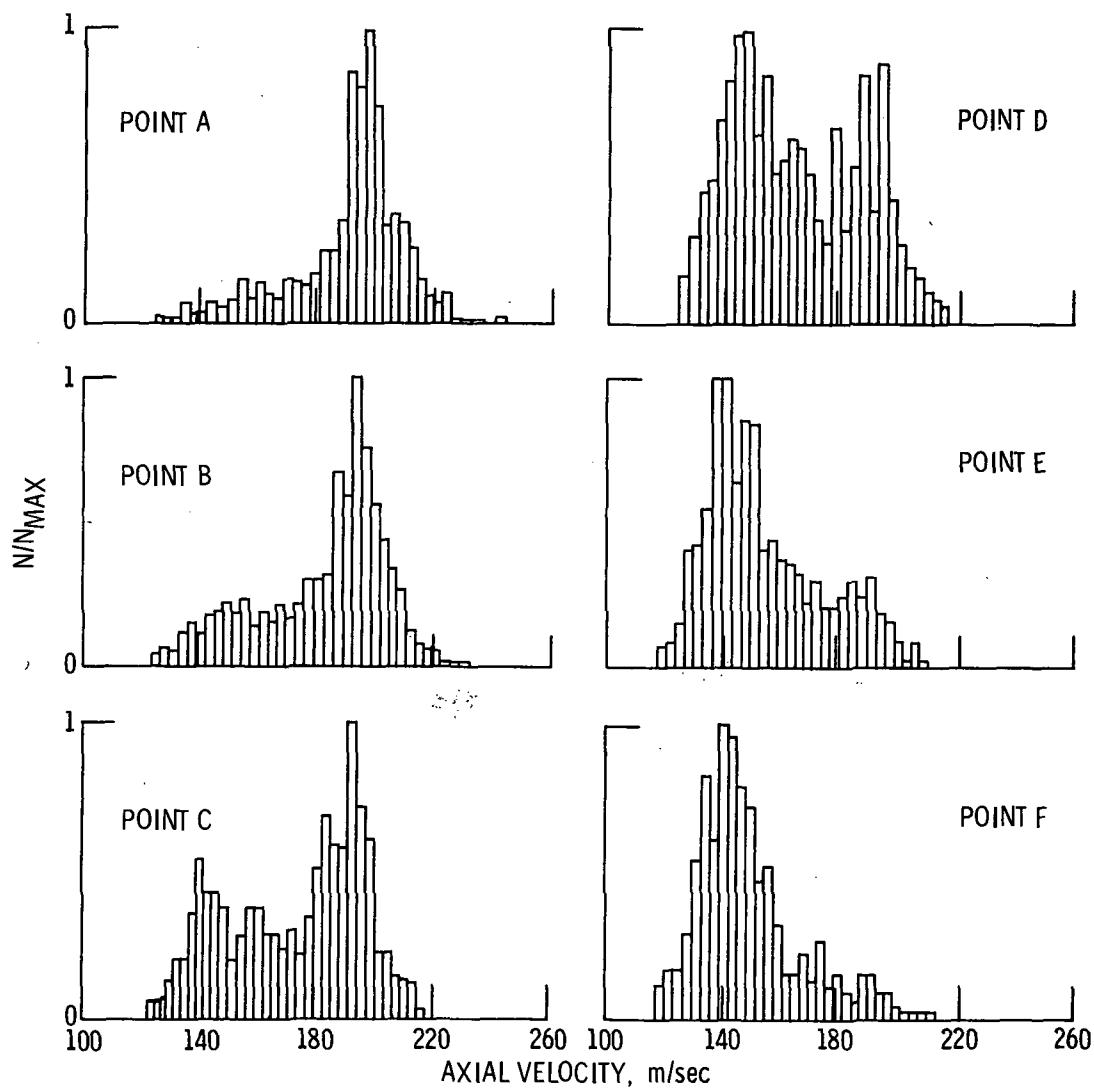 1
POINT A
0
POINT D
1
POINT B
0
POINT E
N/NMAX
1
POINT C
0
POINT F
100 140 180 220 260
100 140 180 220 260
AXIAL VELOCITY, m/sec